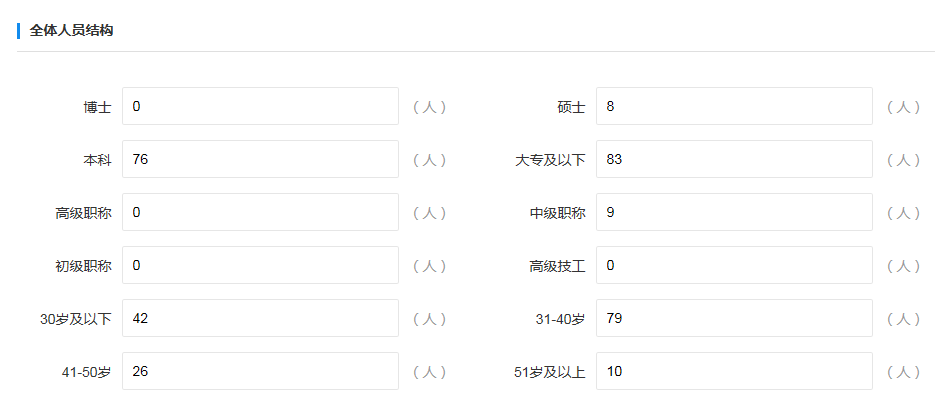 全体人员结构
博士 0 （人） 硕士 8 （人）
本科 76 （人） 大专及以下 83 （人）
高级职称 0 （人） 中级职称 9 （人）
初级职称 0 （人） 高级技工 0 （人）
30岁及以下 42 （人） 31-40岁 79 （人）
41-50岁 26 （人） 51岁及以上 10 （人）